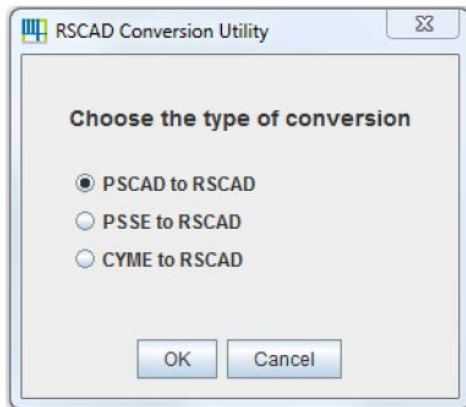 RSCAD Conversion Utility
Choose the type of conversion
PSCAD to RSCAD
PSSE to RSCAD
CYME to RSCAD
OK Cancel